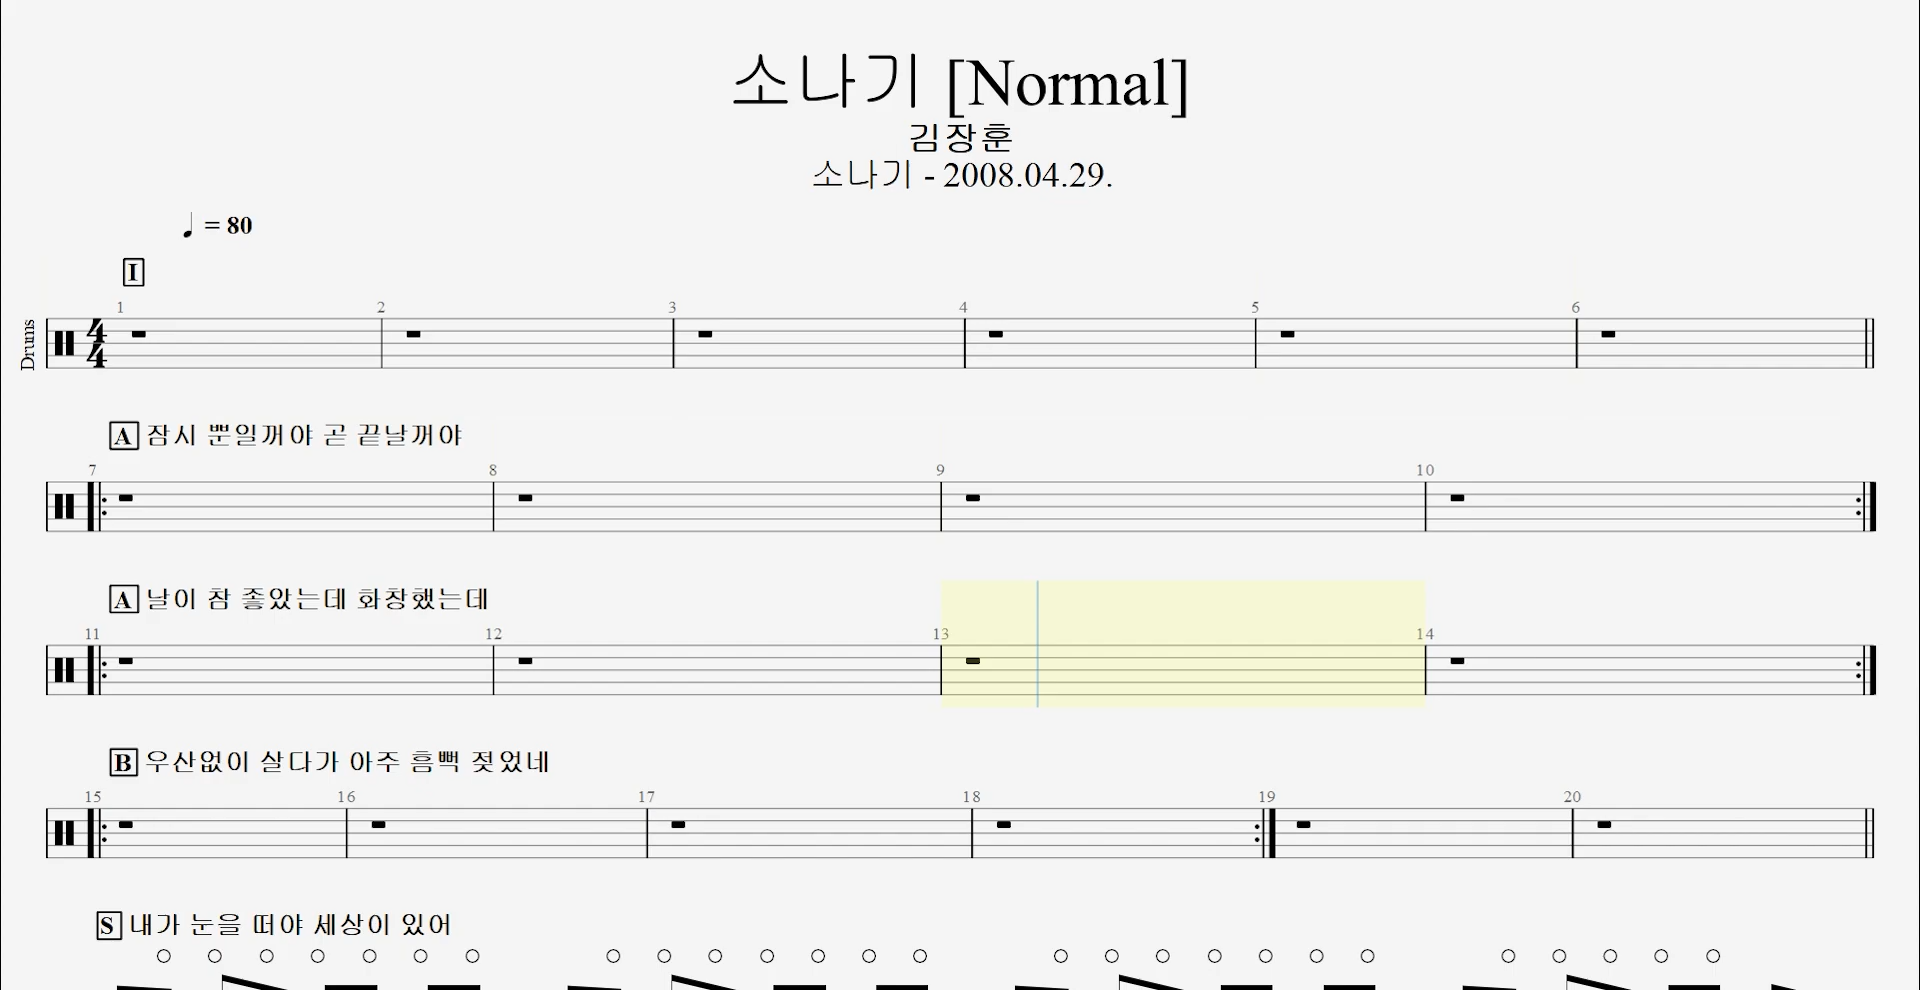 소나기 [Normal]
김장훈
소나기 - 2008.04.29.
♩ = 80
I
1 2 3 4 5 6
Drums
4/4
A 잠시 뿐일꺼야 곧 끝날꺼야
7 8 9 10
A 날이 참 좋았는데 화창했는데
11 12 13 14
B 우산없이 살다가 아주 흠뻑 젖었네
15 16 17 18 19 20
S 내가 눈을 떠야 세상이 있어